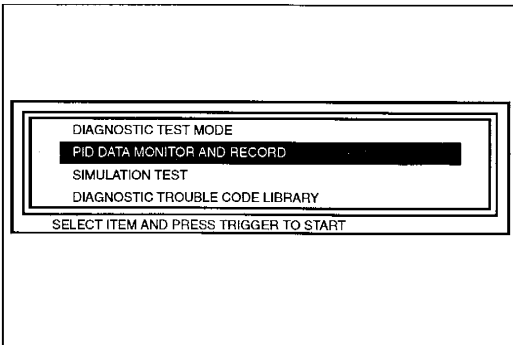 DIAGNOSTIC TEST MODE
PID DATA MONITOR AND RECORD
SIMULATION TEST
DIAGNOSTIC TROUBLE CODE LIBRARY
SELECT ITEM AND PRESS TRIGGER TO START